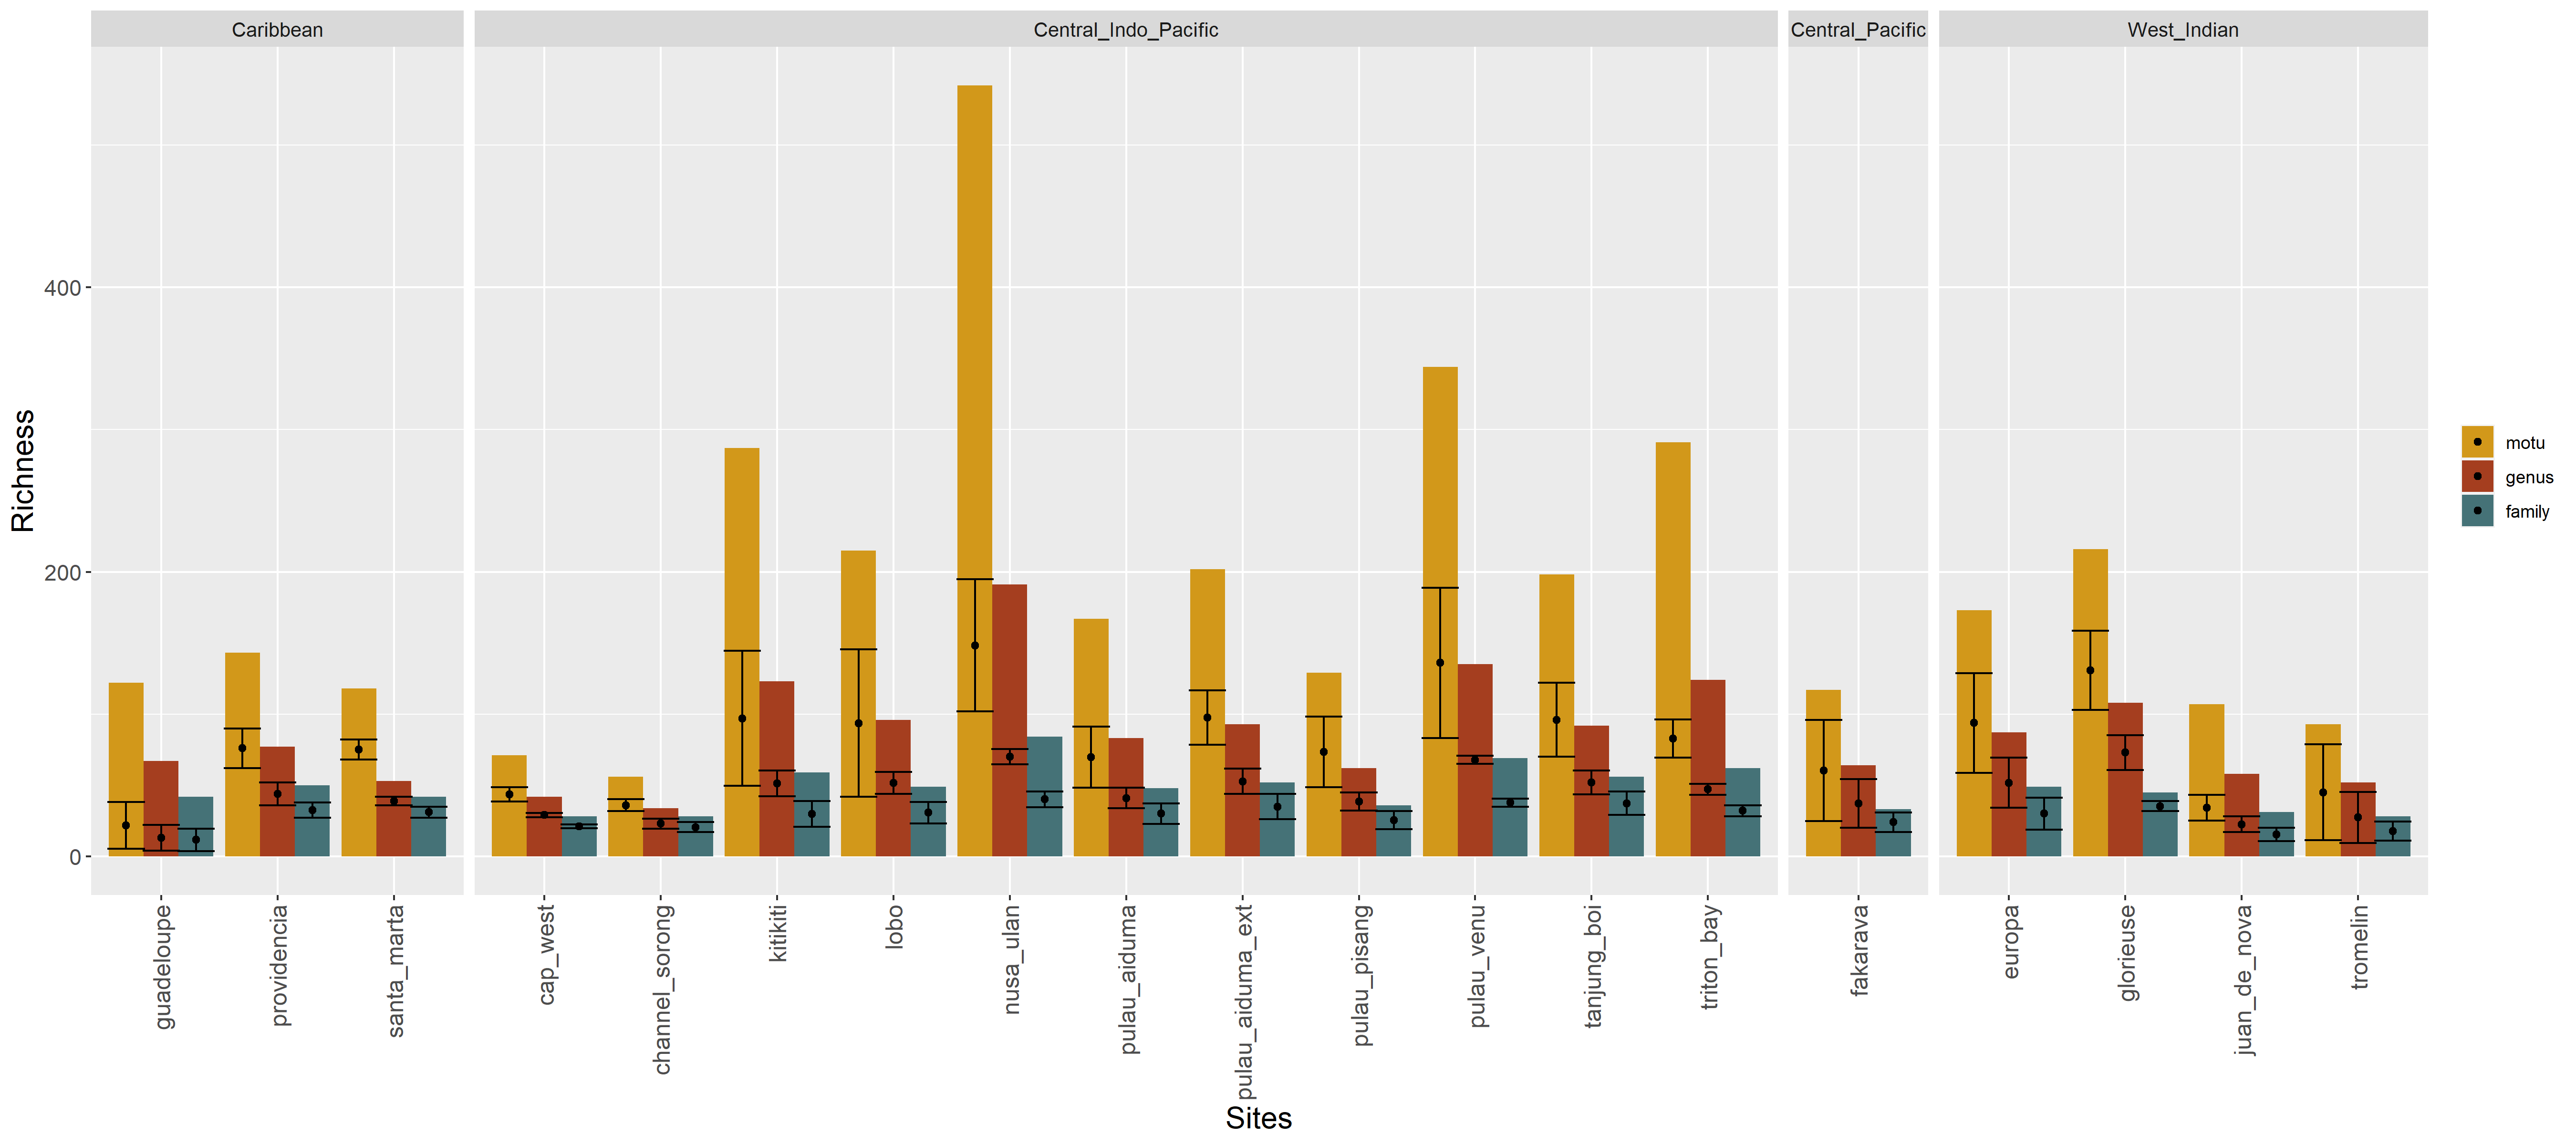 Caribbean
Central_Indo_Pacific
Central_Pacific
West_Indian
Richness
400
200
0
motu
genus
family
guadeloupe
providencia
santa_marta
cap_west
channel_sorong
kitikiti
lobo
nusa_ulan
pulau_aiduma
pulau_aiduma_ext
pulau_pisang
pulau_venu
tanjung_boi
triton_bay
fakarava
europa
glorieuse
juan_de_nova
tromelin
Sites